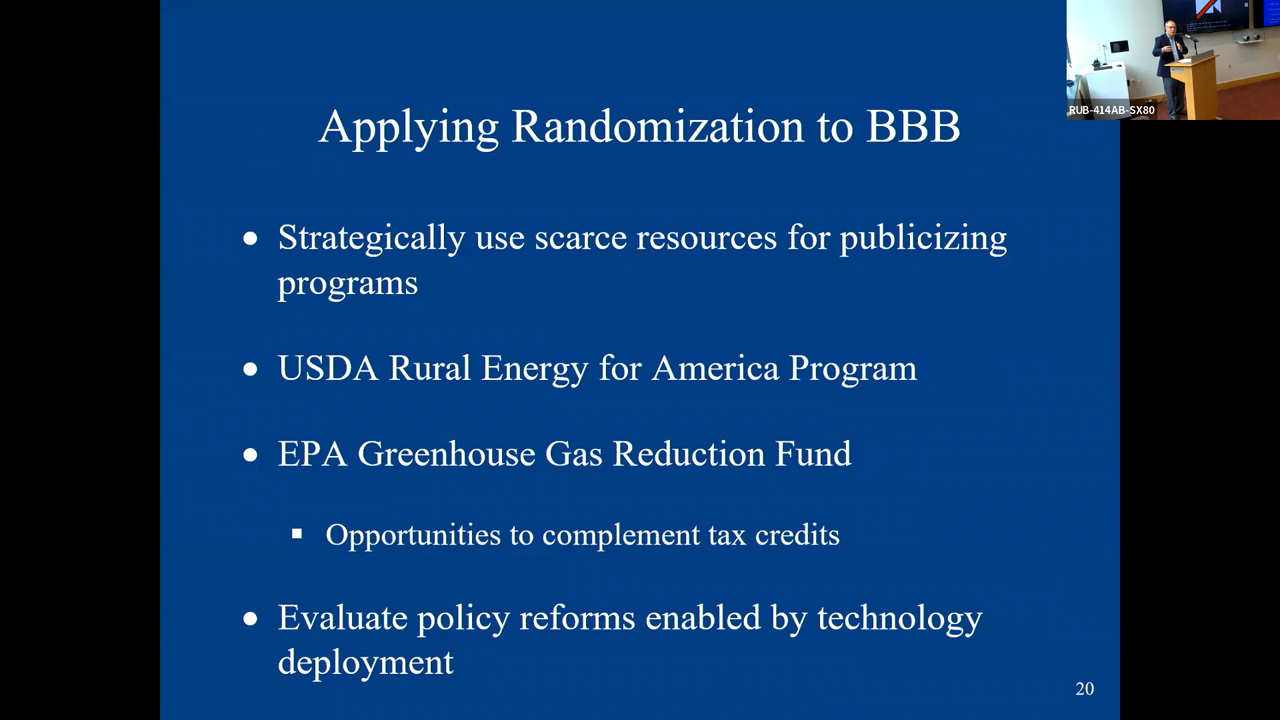 RUB-414AB-SX80
Applying Randomization to BBB
• Strategically use scarce resources for publicizing
programs
• USDA Rural Energy for America Program
• EPA Greenhouse Gas Reduction Fund
▪ Opportunities to complement tax credits
• Evaluate policy reforms enabled by technology
deployment
20